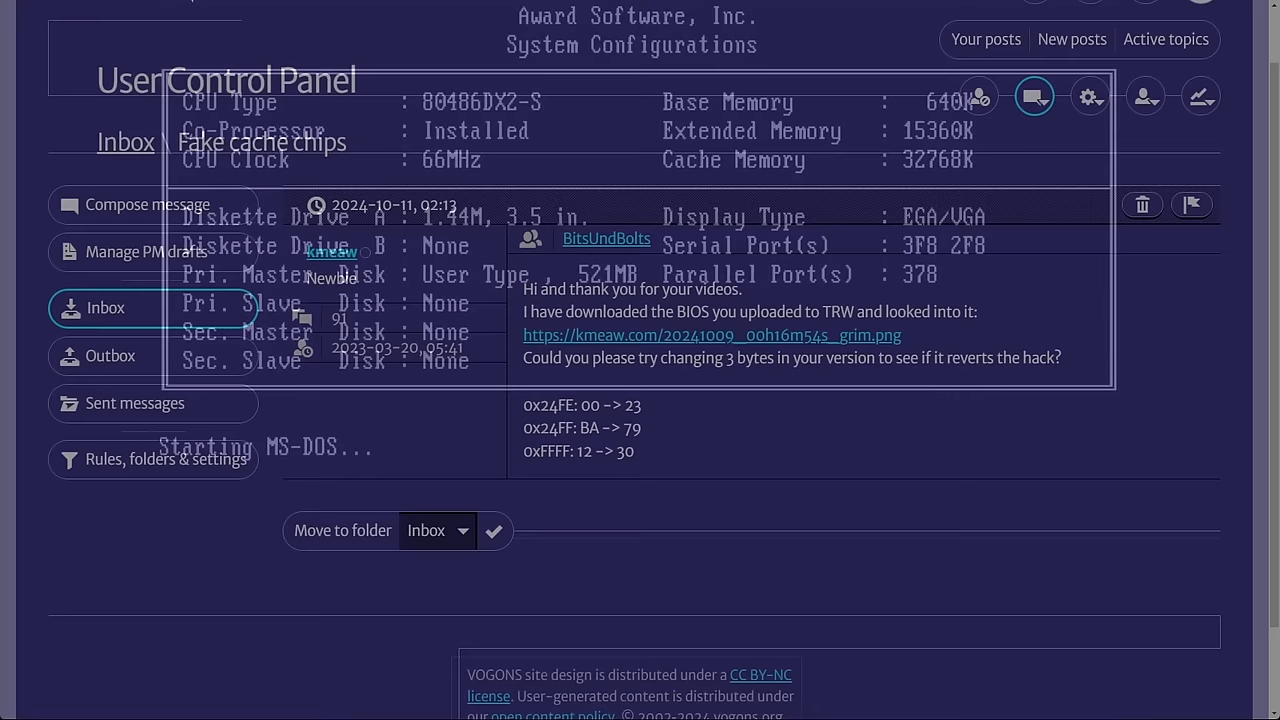 Award Software, Inc.
System Configurations
Your posts New posts Active topics
User Control Panel
CPU Type : 80486DX2-S Base Memory : 640K
Co-Processor : Installed Extended Memory : 15360K
Inbox \ Fake cache chips
CPU Clock : 66MHz Cache Memory : 32768K
Compose message
2024-10-11, 02:13
Diskette Drive A : 1.44M, 3.5 in. Display Type : EGA/VGA
BitsUndBolts
Diskette Drive B : None Serial Port(s) : 3F8 2F8
Manage PM drafts
kmeaw
Pri. Master Disk : User Type , 521MB Parallel Port(s) : 378
Newbie
Hi and thank you for your videos.
Pri. Slave Disk : None
Inbox
I have downloaded the BIOS you uploaded to TRW and looked into it:
91
Sec. Master Disk : None
https://kmeaw.com/20241009_00h16m54s_grim.png
2023-03-20, 05:41
Outbox
Could you please try changing 3 bytes in your version to see if it reverts the hack?
Sec. Slave Disk : None
Sent messages
0x24FE: 00 -> 23
0x24FF: BA -> 79
Starting MS-DOS...
0xFFFF: 12 -> 30
Rules, folders & settings
Move to folder Inbox
VOGONS site design is distributed under a CC BY-NC
license. User-generated content is distributed under
our open content policy. © 2002-2024 vogons.org